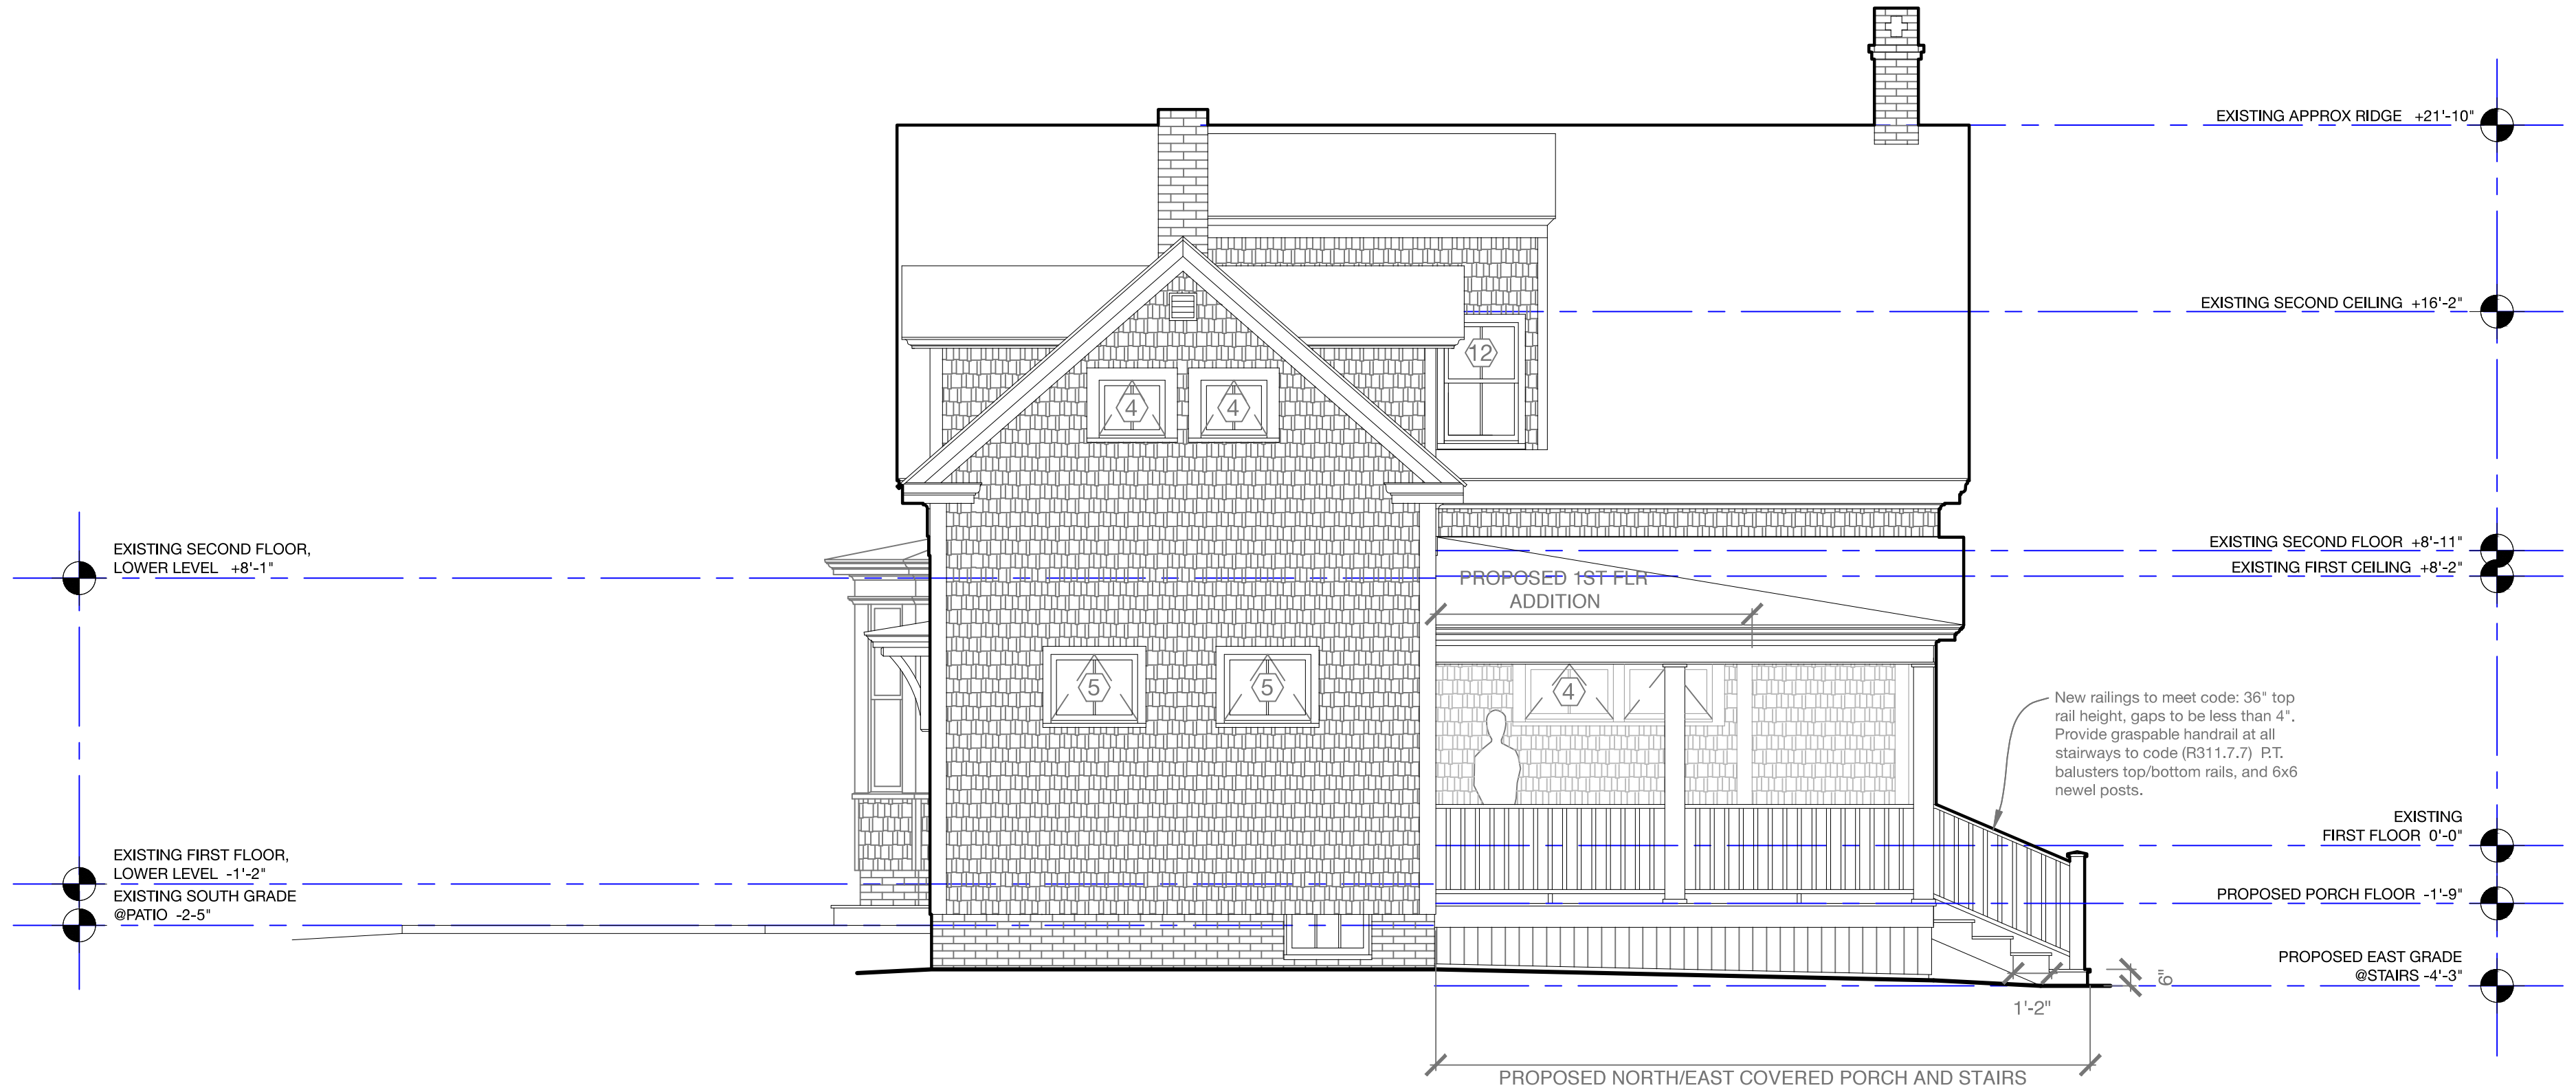 EXISTING APPROX RIDGE +21'-10"
EXISTING SECOND CEILING +16'-2"
12
4
4
EXISTING SECOND FLOOR,
LOWER LEVEL +8'-1"
EXISTING SECOND FLOOR +8'-11"
EXISTING FIRST CEILING +8'-2"
PROPOSED 1ST FLR
ADDITION
5
5
4
New railings to meet code: 36" top
rail height, gaps to be less than 4".
Provide graspable handrail at all
stairways to code (R311.7.7) P.T.
balusters top/bottom rails, and 6x6
newel posts.
EXISTING
FIRST FLOOR 0'-0"
EXISTING FIRST FLOOR,
LOWER LEVEL -1'-2"
EXISTING SOUTH GRADE
@PATIO -2-5"
PROPOSED PORCH FLOOR -1'-9"
PROPOSED EAST GRADE
@STAIRS -4'-3"
6"
1'-2"
PROPOSED NORTH/EAST COVERED PORCH AND STAIRS